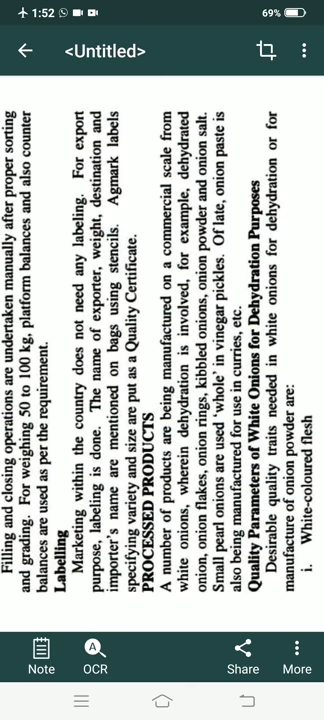 1:52
69%
<Untitled>
Filling and closing operations are undertaken manually after proper sorting
and grading. For weighing 50 to 100 kg, platform balances and also counter
balances are used as per the requirement.
Labelling
Marketing within the country does not need any labeling. For export
purpose, labeling is done. The name of exporter, weight, destination and
importer's name are mentioned on bags using stencils. Agmark labels
specifying variety and size are put as a Quality Certificate.
PROCESSED PRODUCTS
A number of products are being manufactured on a commercial scale from
white onions, wherein dehydration is involved, for example, dehydrated
onion, onion flakes, onion rings, kibbled onions, onion powder and onion salt.
Small pearl onions are used 'whole' in vinegar pickles. Of late, onion paste is
also being manufactured for use in curries, etc.
Quality Parameters of White Onions for Dehydration Purposes
Desirable quality traits needed in white onions for dehydration or for
manufacture of onion powder are:
i. White-coloured flesh
Note
A
OCR
Share
More